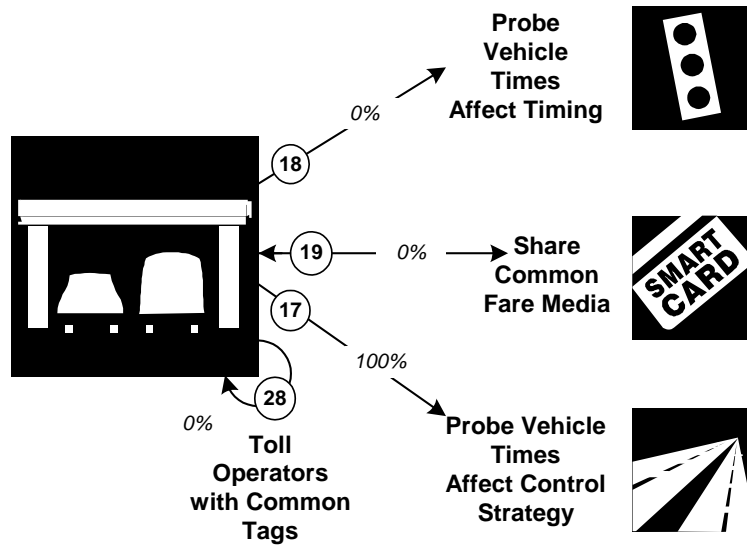 Probe
Vehicle
Times
Affect Timing
0%
18
19
0%
Share
Common
Fare Media
SMART
CARD
17
100%
28
0%
Toll
Operators
with Common
Tags
Probe Vehicle
Times
Affect Control
Strategy